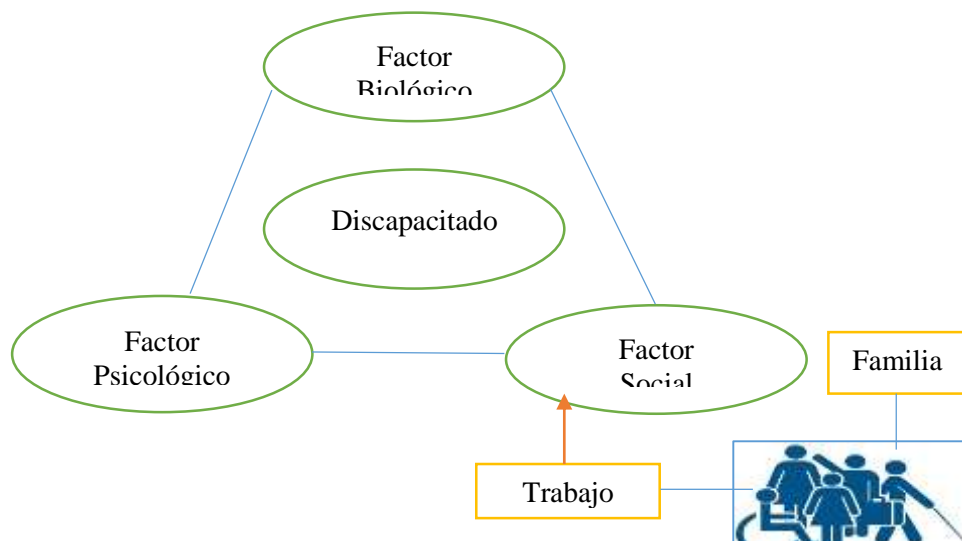 Factor
Biológico
Discapacitado
Factor
Psicológico
Factor
Social
Familia
Trabajo